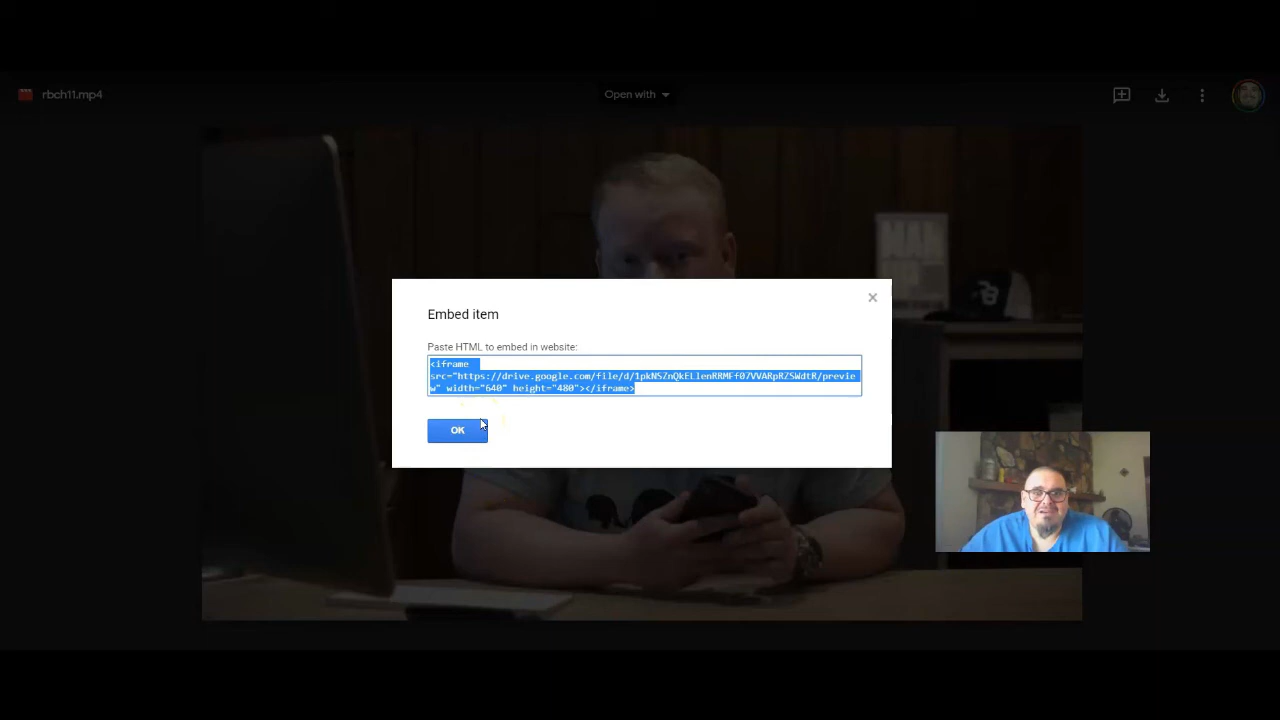 rbch11.mp4
Open with
Embed item
Paste HTML to embed in website:
<iframe
src="https://drive.google.com/file/d/1pkNSZnQkELlenRRMFf07VVARpRZSWdtR/previe
w" width="640" height="480"></iframe>
OK